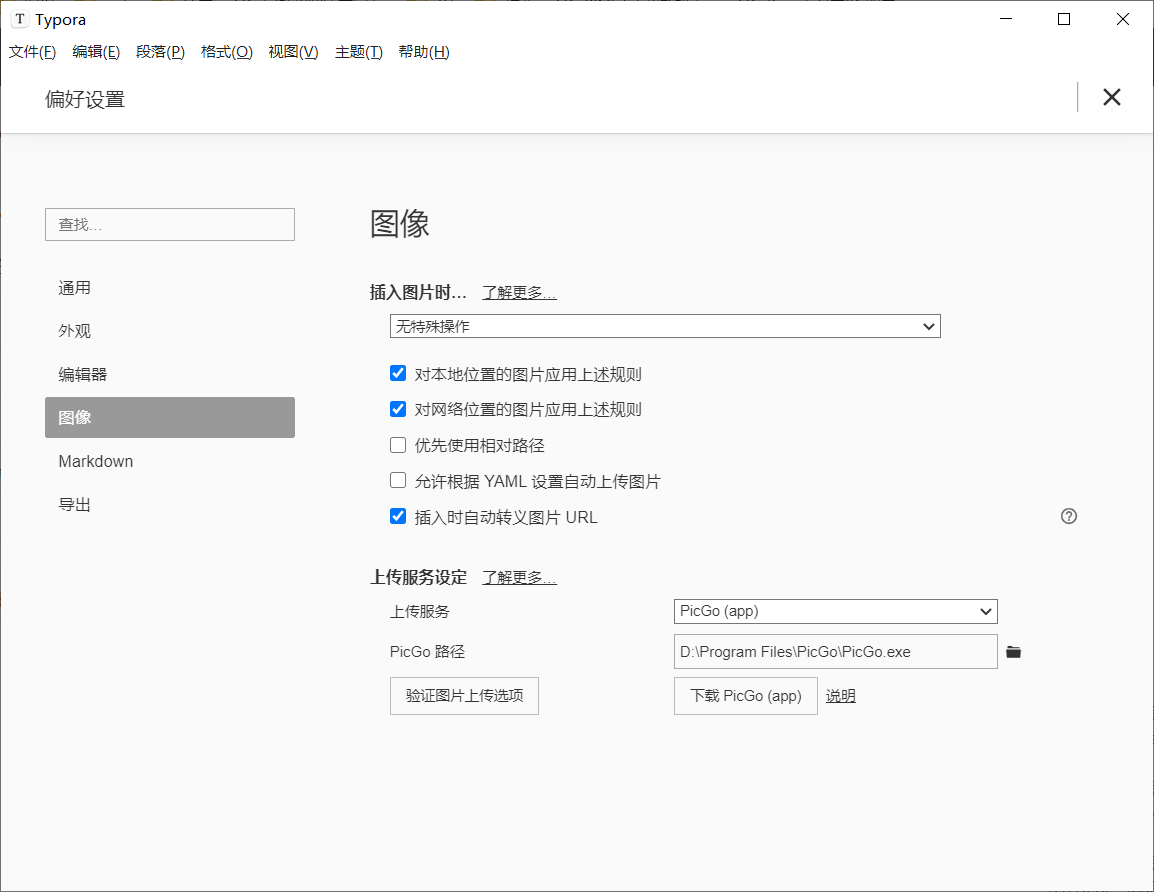 T Typora
文件(F) 编辑(E) 段落(P) 格式(O) 视图(V) 主题(T) 帮助(H)
偏好设置
查找...
通用
外观
编辑器
图像
Markdown
导出
图像
插入图片时... 了解更多...
无特殊操作
对本地位置的图片应用上述规则
对网络位置的图片应用上述规则
优先使用相对路径
允许根据 YAML 设置自动上传图片
插入时自动转义图片 URL
上传服务设定 了解更多...
上传服务 PicGo (app)
PicGo 路径 D:\Program Files\PicGo\PicGo.exe
验证图片上传选项 下载 PicGo (app) 说明